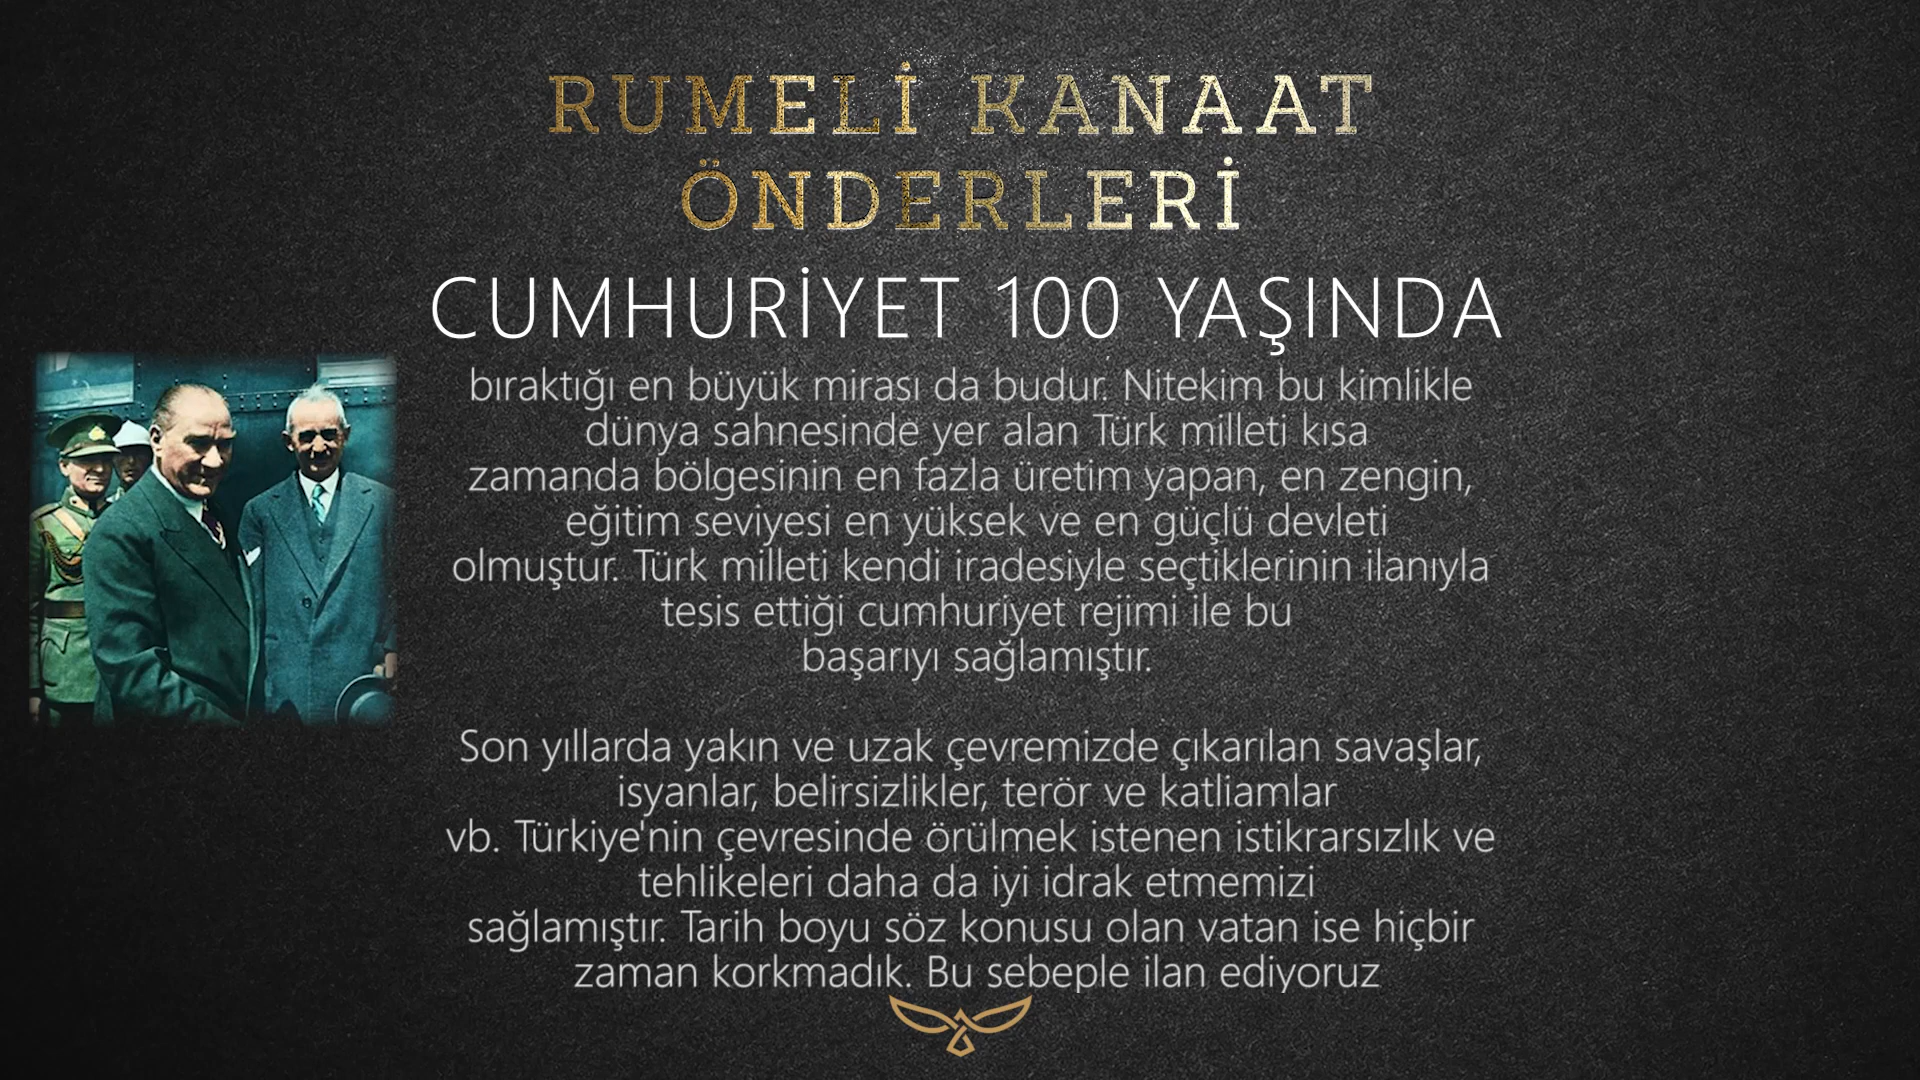 RUMELİ KANAAT
ÖNDERLERİ
CUMHURİYET 100 YAŞINDA
bıraktığı en büyük mirası da budur. Nitekim bu kimlikle
dünya sahnesinde yer alan Türk milleti kısa
zamanda bölgesinin en fazla üretim yapan, en zengin,
eğitim seviyesi en yüksek ve en güçlü devleti
olmuştur. Türk milleti kendi iradesiyle seçtiklerinin ilanıyla
tesis ettiği cumhuriyet rejimi ile bu
başarıyı sağlamıştır.
Son yıllarda yakın ve uzak çevremizde çıkarılan savaşlar,
isyanlar, belirsizlikler, terör ve katliamlar
vb. Türkiye'nin çevresinde örülmek istenen istikrarsızlık ve
tehlikeleri daha da iyi idrak etmemizi
sağlamıştır. Tarih boyu söz konusu olan vatan ise hiçbir
zaman korkmadık. Bu sebeple ilan ediyoruz